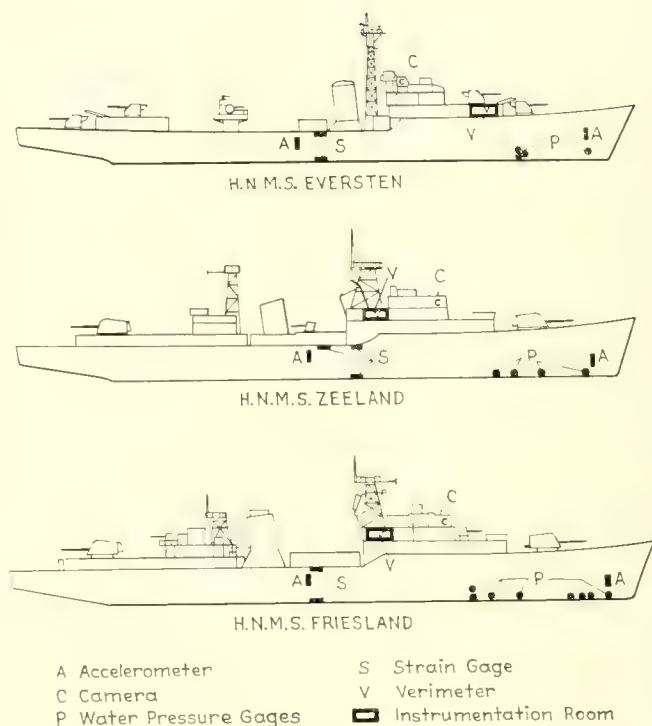 C
C
V
A S V P A
H.N M.S. EVERSTEN
V C
C
A S P A
H.N.M.S. ZEELAND
C
C
V
A S P A
H.N.M.S. FRIESLAND
A Accelerometer S Strain Gage
C Camera V Verimeter
P Water Pressure Gages Instrumentation Room